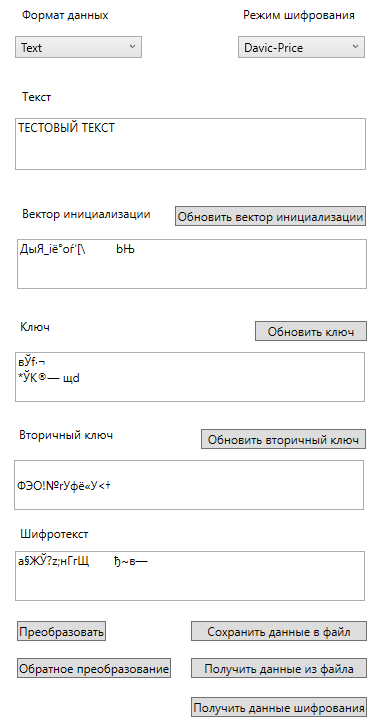 Формат данных Режим шифрования
Text Davic-Price
Текст
ТЕСТОВЫЙ ТЕКСТ
Вектор инициализации Обновить вектор инициализации
ДыЯ_іё°оѓ'[\ bЊ
Ключ Обновить ключ
вЎf·¬
*ЎК®— щd
Вторичный ключ Обновить вторичный ключ
ФЭО!№rУфё«У<†
Шифротекст
а§ЖЎ?z;нГгЩ ђ~в—
Преобразовать Сохранить данные в файл
Обратное преобразование Получить данные из файла
Получить данные шифрования